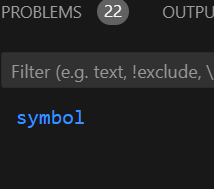 PROBLEMS 22 OUTPU
Filter (e.g. text, !exclude, \
symbol